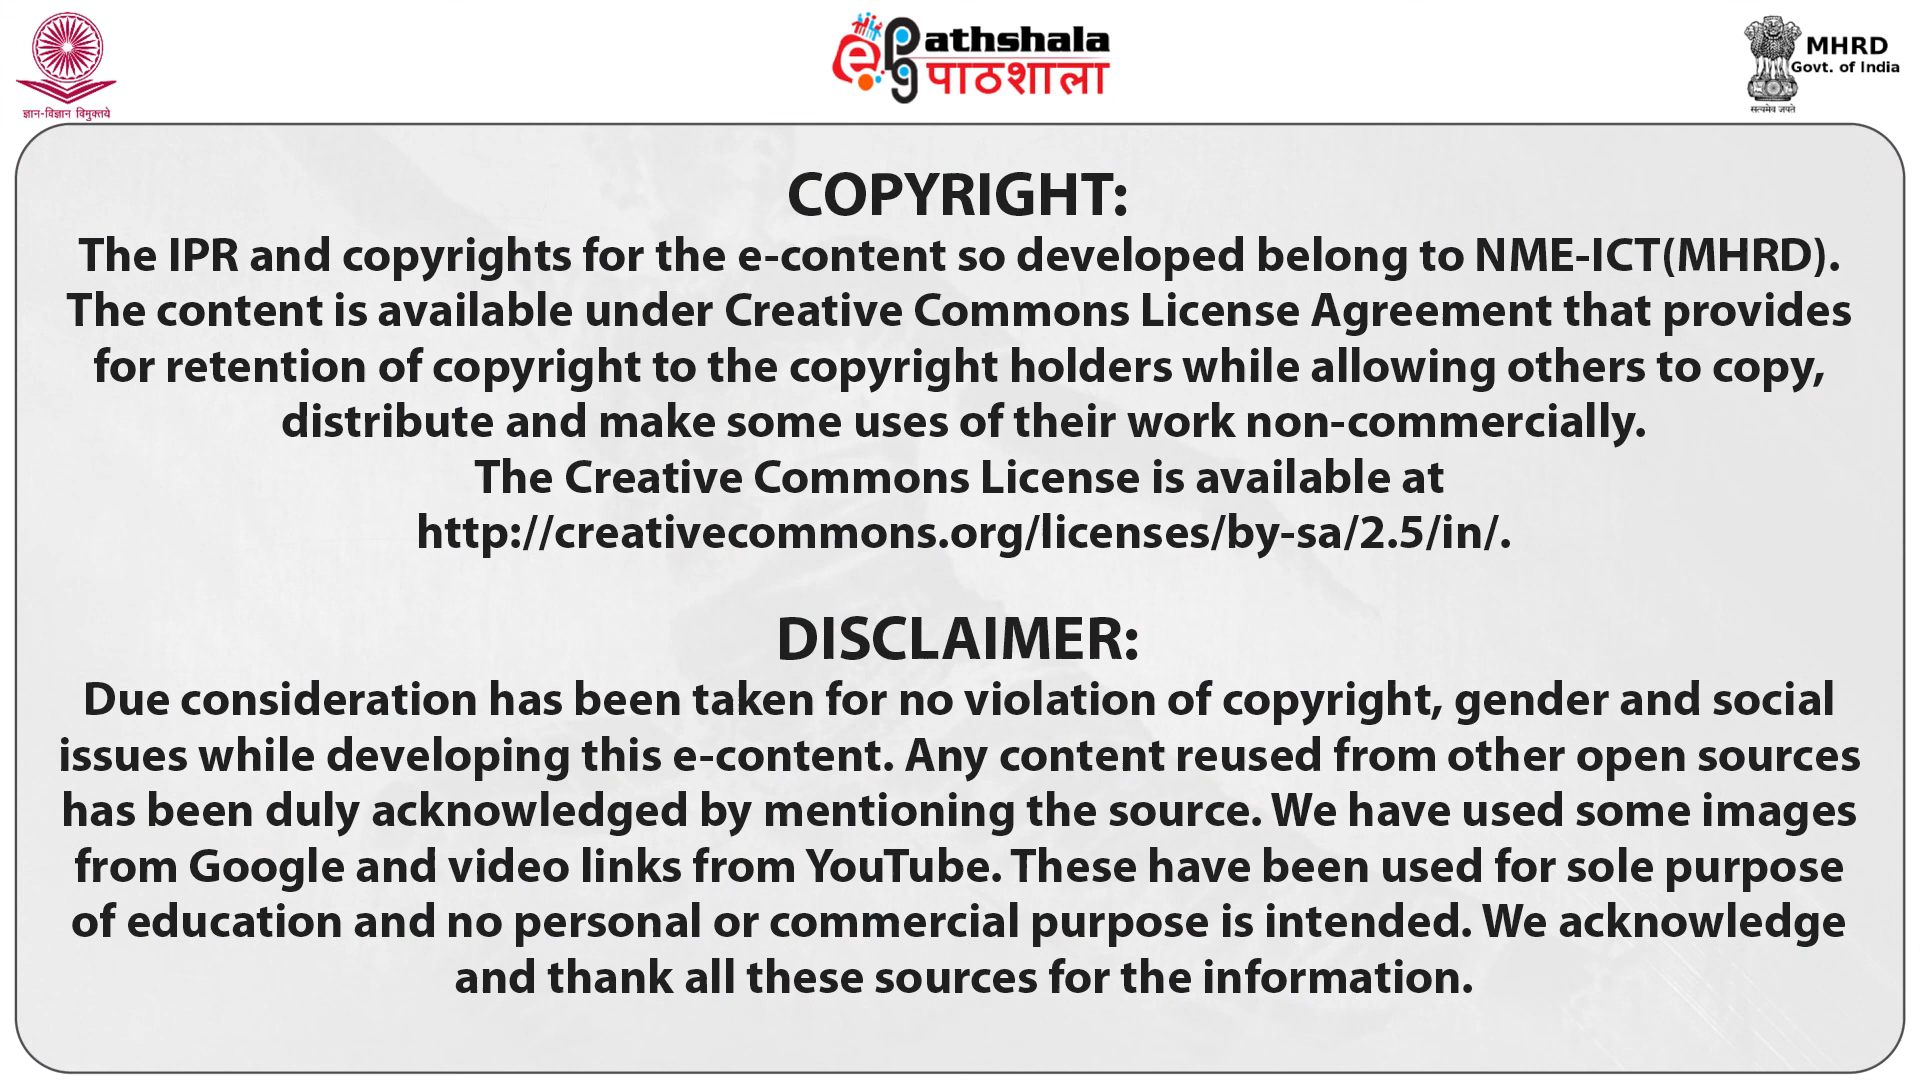 ज्ञान-विज्ञान विमुक्तये
e Pathshala
पाठशाला
MHRD
Govt. of India
सत्यमेव जयते
COPYRIGHT:
The IPR and copyrights for the e-content so developed belong to NME-ICT(MHRD).
The content is available under Creative Commons License Agreement that provides
for retention of copyright to the copyright holders while allowing others to copy,
distribute and make some uses of their work non-commercially.
The Creative Commons License is available at
http://creativecommons.org/licenses/by-sa/2.5/in/.
DISCLAIMER:
Due consideration has been taken for no violation of copyright, gender and social
issues while developing this e-content. Any content reused from other open sources
has been duly acknowledged by mentioning the source. We have used some images
from Google and video links from YouTube. These have been used for sole purpose
of education and no personal or commercial purpose is intended. We acknowledge
and thank all these sources for the information.